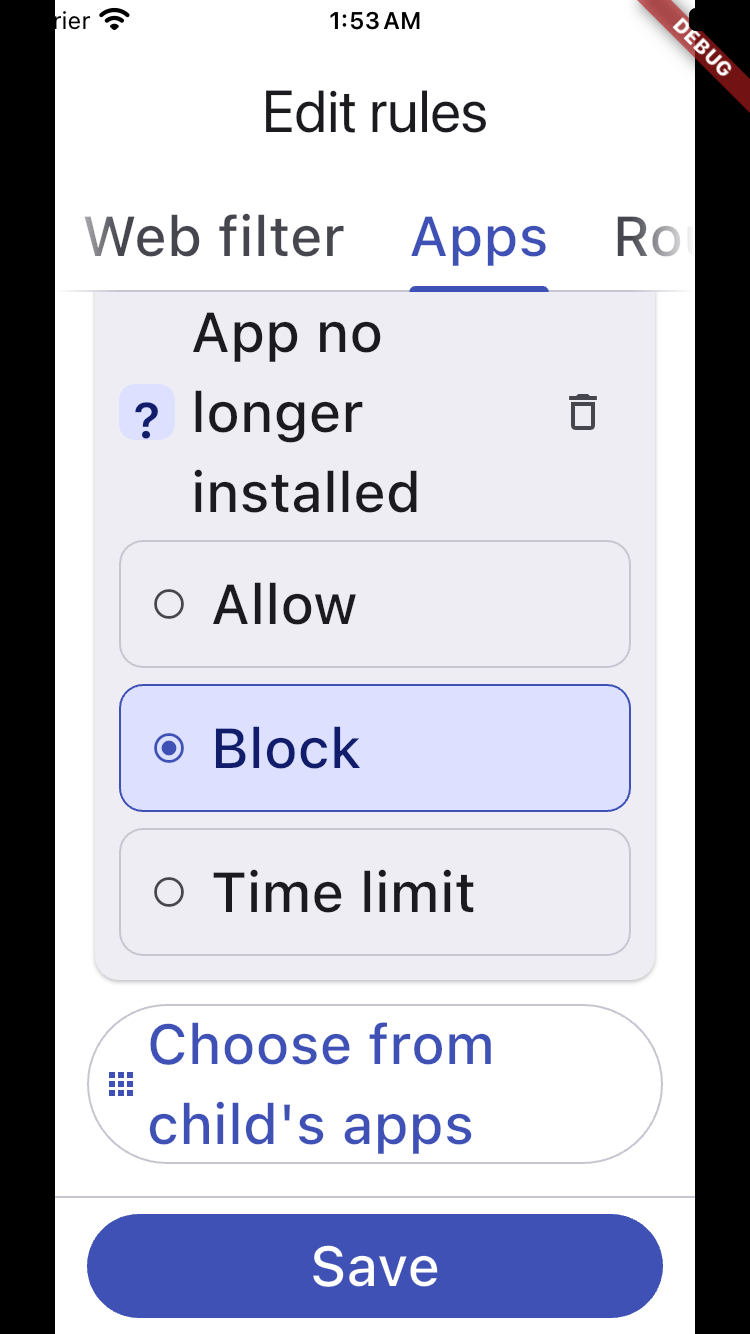 rier 1:53 AM
DEBUG
Edit rules
Web filter Apps Rou
App no
? longer
installed
Allow
Block
Time limit
Choose from
child's apps
Save